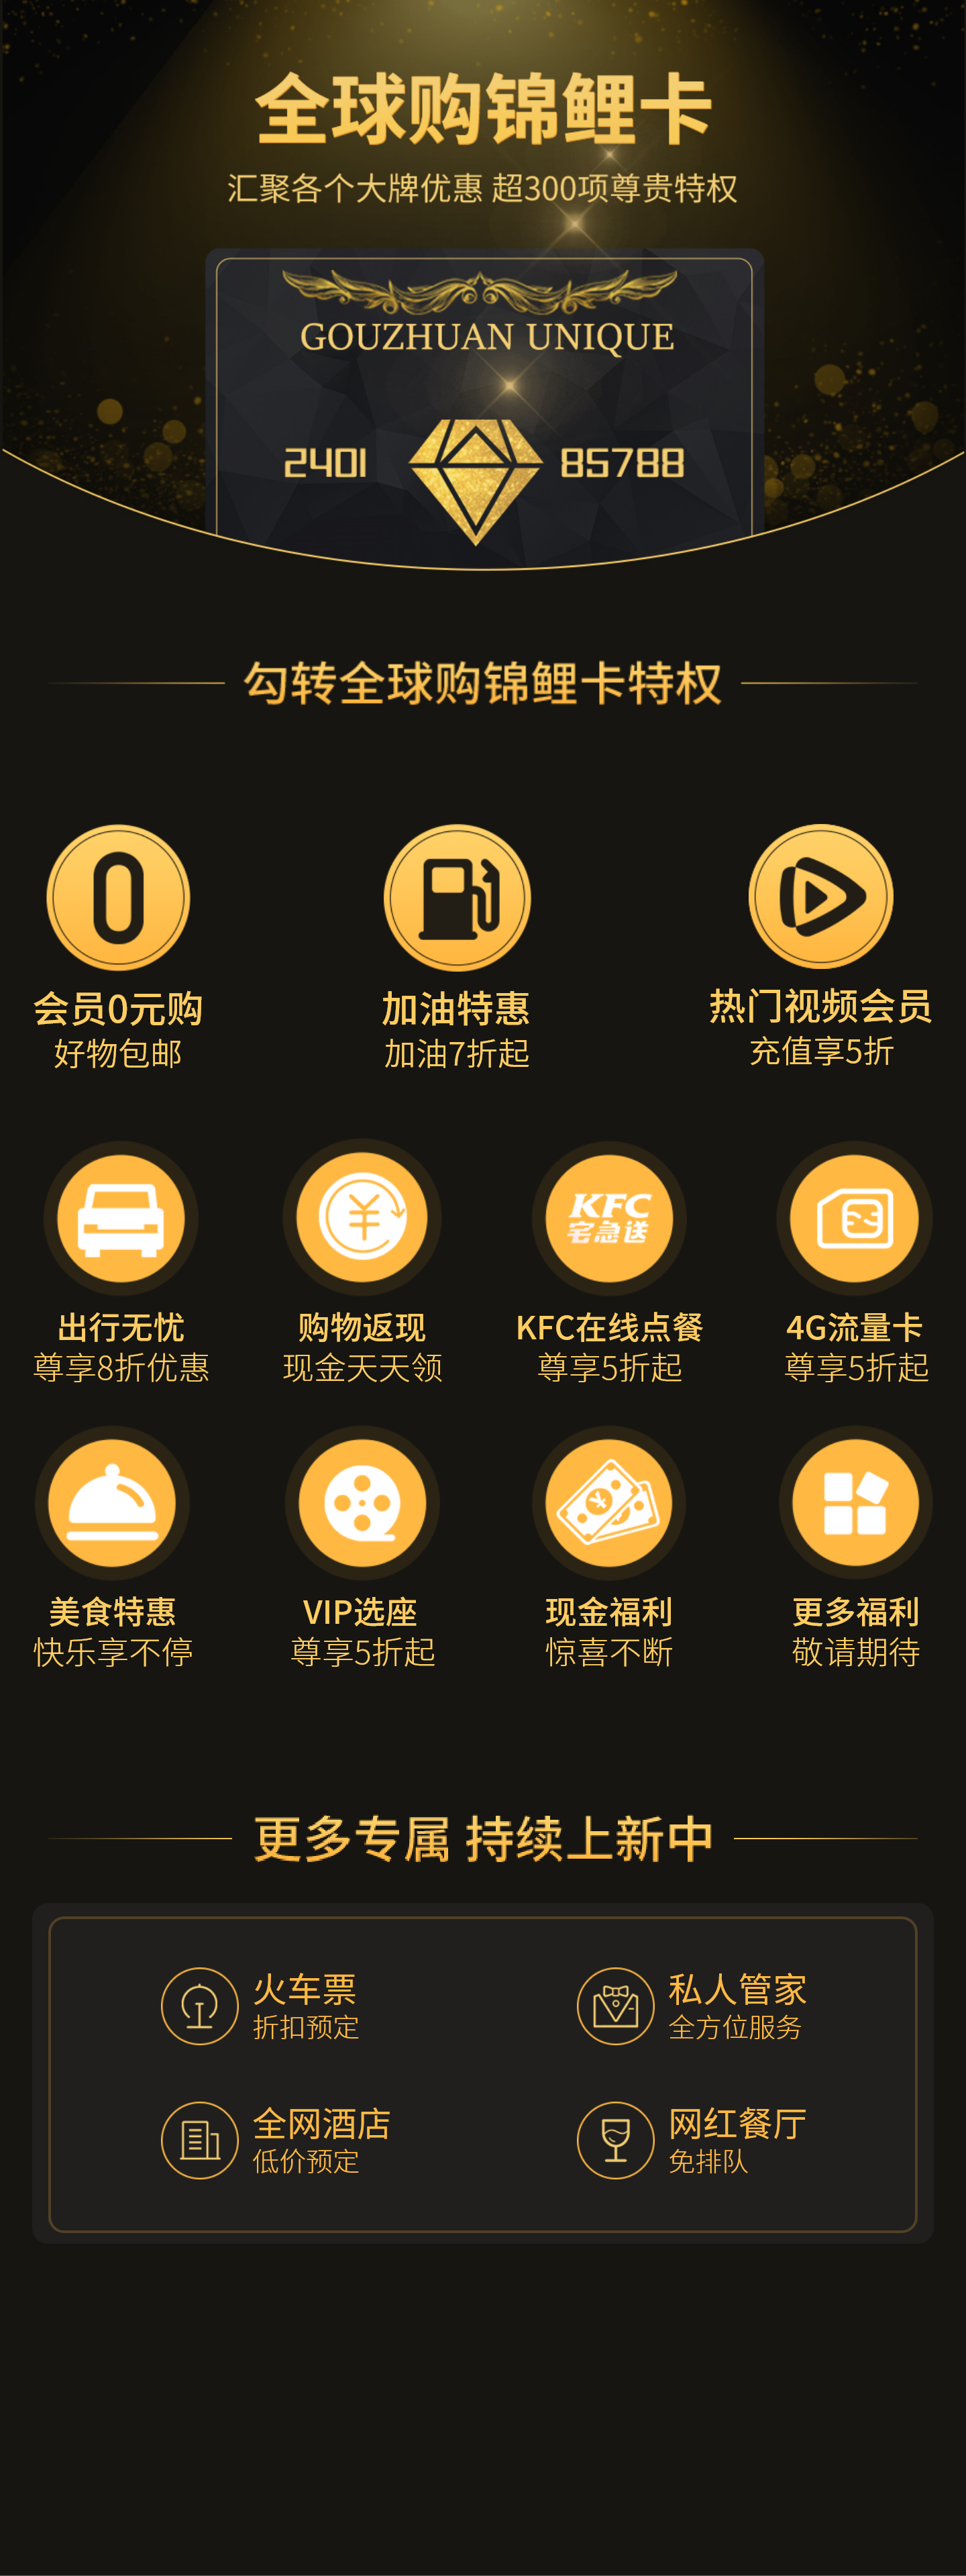 全球购锦鲤卡
汇聚各个大牌优惠 超300项尊贵特权
GOUZHUAN UNIQUE
2401 85788
勾转全球购锦鲤卡特权
会员0元购
好物包邮
加油特惠
加油7折起
热门视频会员
充值享5折
KFC
宅急送
出行无忧
尊享8折优惠
购物返现
现金天天领
KFC在线点餐
尊享5折起
4G流量卡
尊享5折起
美食特惠
快乐享不停
VIP选座
尊享5折起
现金福利
惊喜不断
更多福利
敬请期待
更多专属 持续上新中
火车票
折扣预定
私人管家
全方位服务
全网酒店
低价预定
网红餐厅
免排队